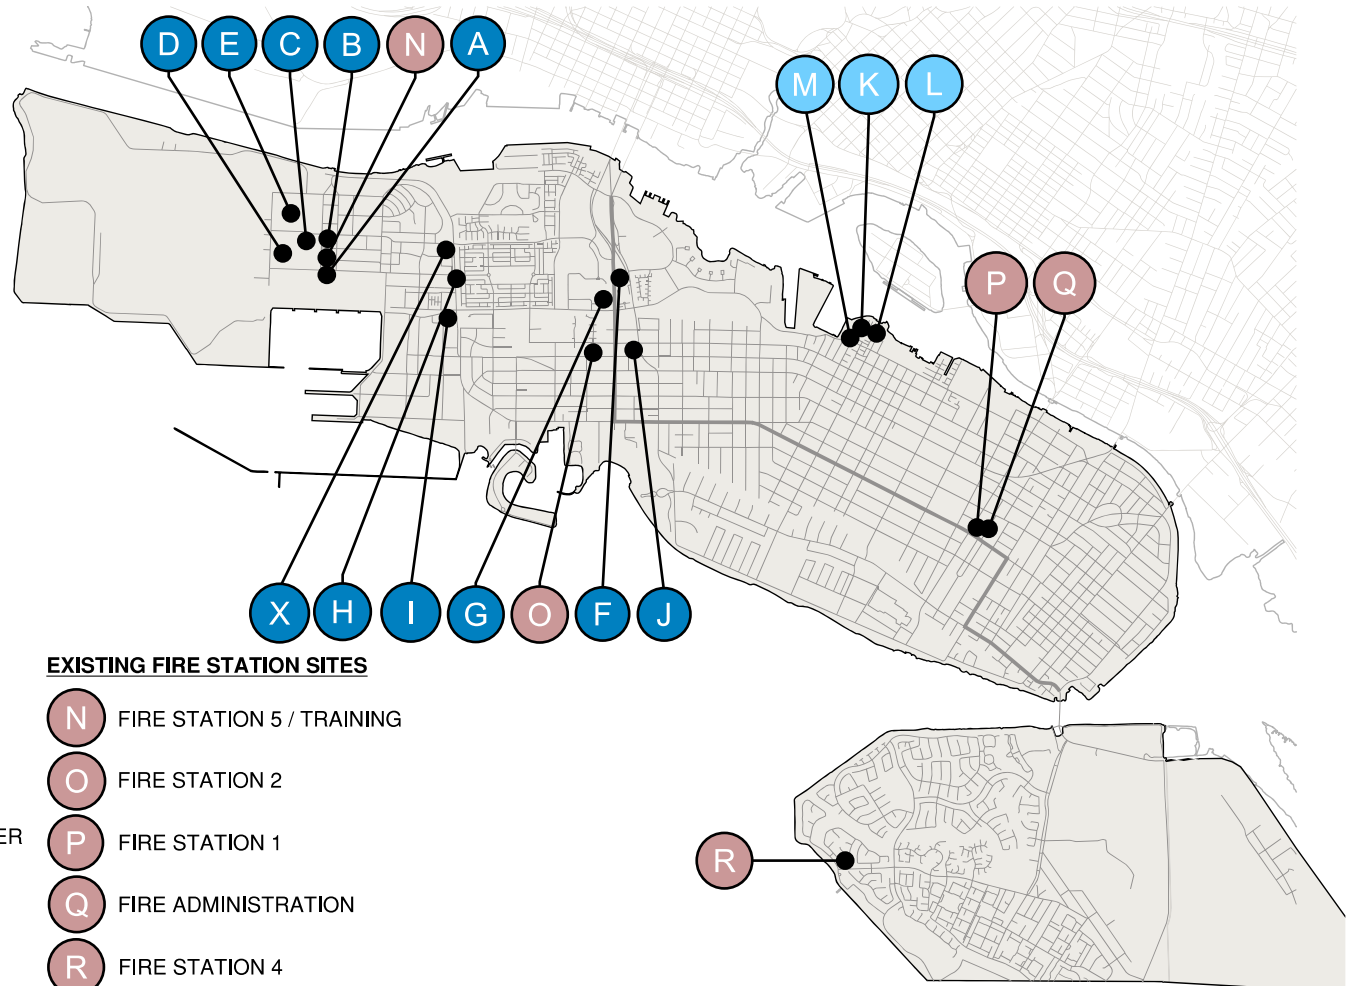 D E C B N A
M K L
P Q
X H I G O F J
EXISTING FIRE STATION SITES
N FIRE STATION 5 / TRAINING
O FIRE STATION 2
ER
P FIRE STATION 1
Q FIRE ADMINISTRATION
R
R FIRE STATION 4